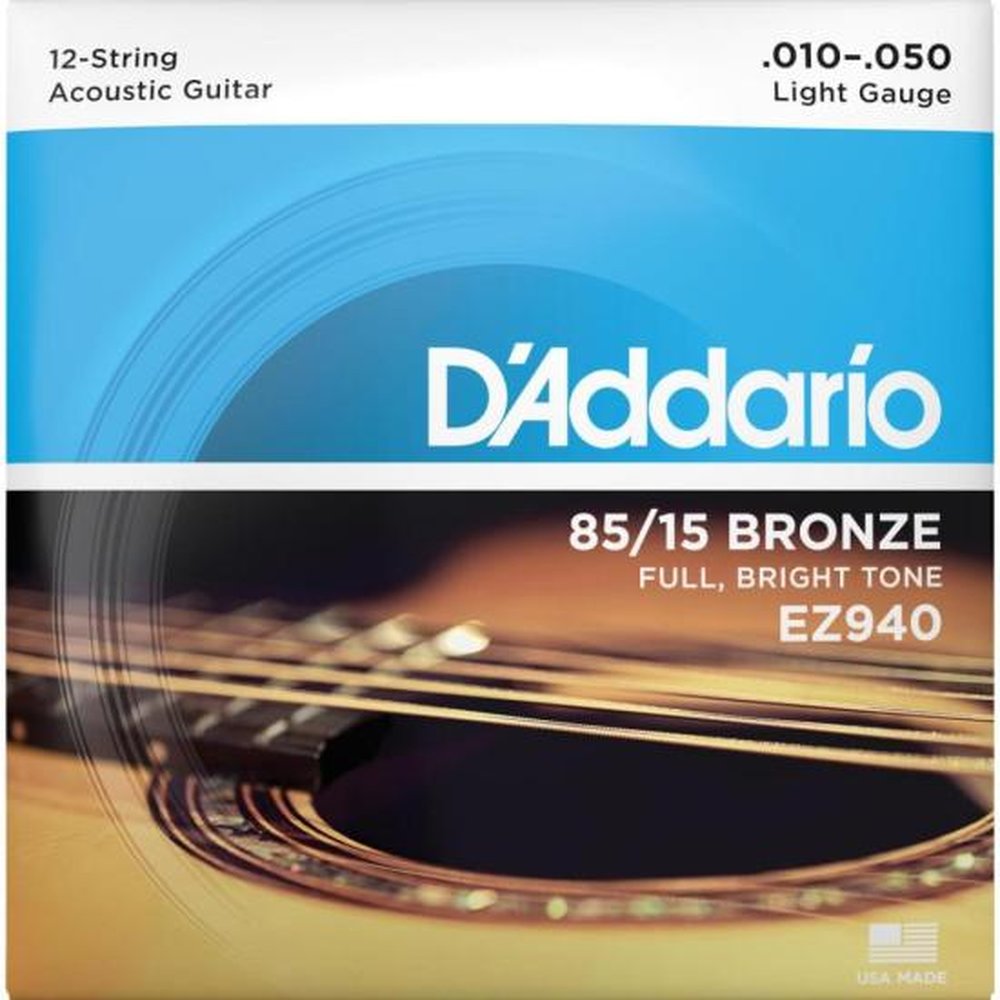 12-String
Acoustic Guitar
.010–.050
Light Gauge
D'Addario
85/15 BRONZE
FULL, BRIGHT TONE
EZ940
USA MADE